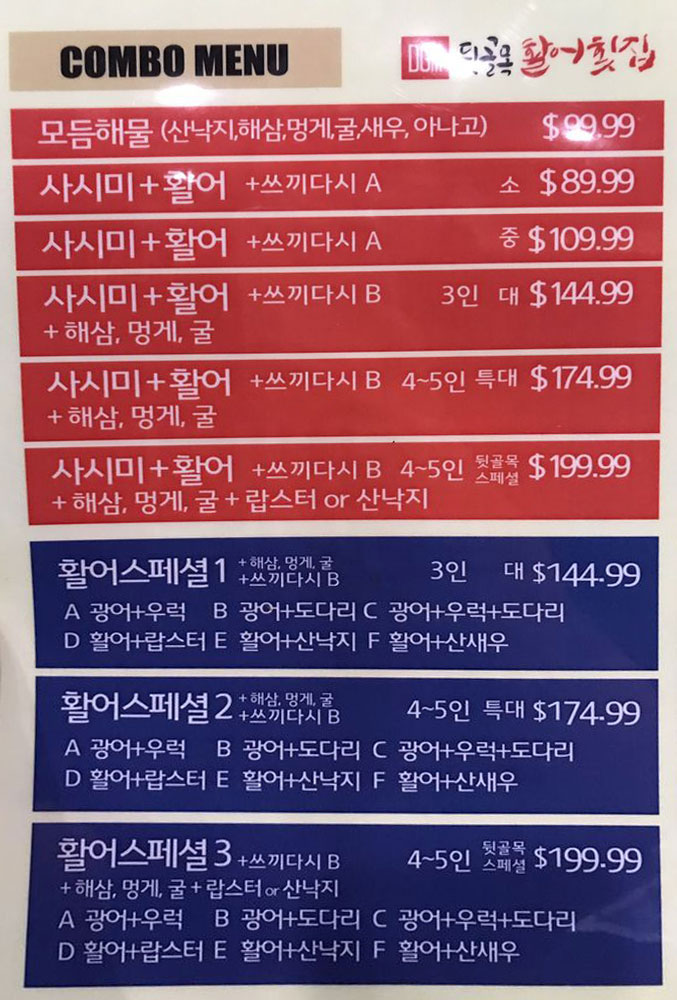 COMBO MENU
뒷골목 활어횟집
모듬해물 (산낙지,해삼,멍게,굴,새우, 아나고) $99.99
사시미+활어 +쓰끼다시 A 소 $89.99
사시미+활어 +쓰끼다시 A 중 $109.99
사시미+활어 +쓰끼다시 B 3인 대 $144.99
+ 해삼, 멍게, 굴
사시미+활어 +쓰끼다시 B 4~5인 특대 $174.99
+ 해삼, 멍게, 굴
사시미+활어 +쓰끼다시 B 4~5인 뒷골목 스페셜 $199.99
+ 해삼, 멍게, 굴 + 랍스터 or 산낙지
활어스페셜 1 + 해삼, 멍게, 굴 +쓰끼다시 B 3인 대 $144.99
A 광어+우럭 B 광어+도다리 C 광어+우럭+도다리
D 활어+랍스터 E 활어+산낙지 F 활어+산새우
활어스페셜 2 + 해삼, 멍게, 굴 +쓰끼다시 B 4~5인 특대 $174.99
A 광어+우럭 B 광어+도다리 C 광어+우럭+도다리
D 활어+랍스터 E 활어+산낙지 F 활어+산새우
활어스페셜 3 +쓰끼다시 B 4~5인 뒷골목 스페셜 $199.99
+ 해삼, 멍게, 굴 + 랍스터 or 산낙지
A 광어+우럭 B 광어+도다리 C 광어+우럭+도다리
D 활어+랍스터 E 활어+산낙지 F 활어+산새우